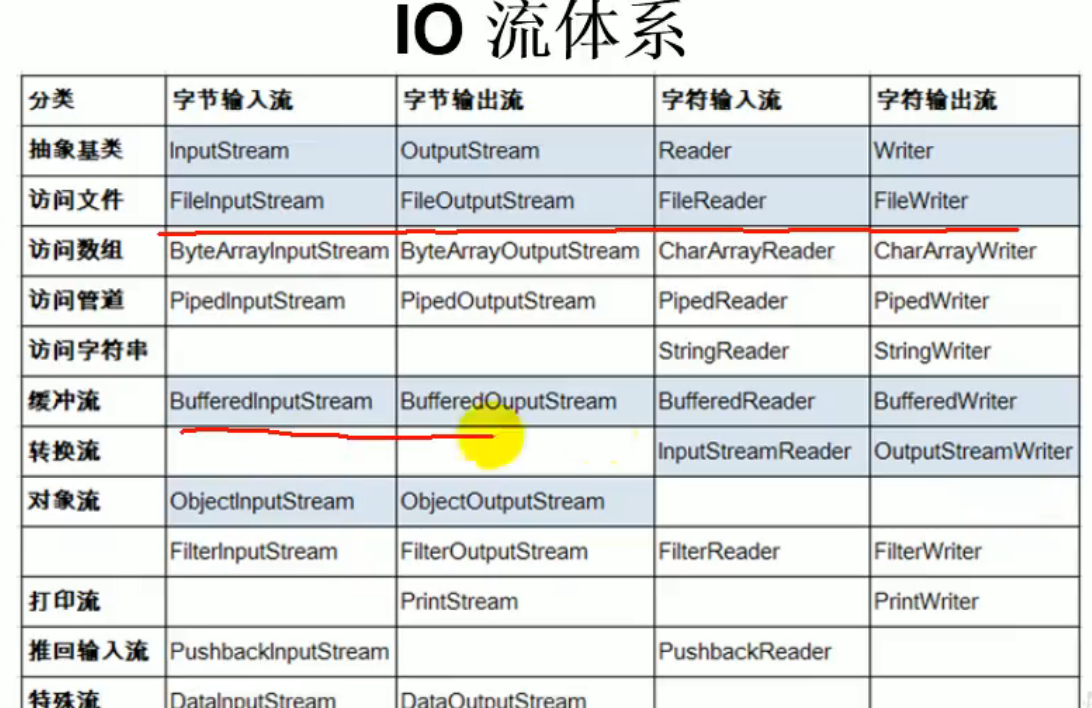 IO 流体系
分类 字节输入流 字节输出流 字符输入流 字符输出流
抽象基类 InputStream OutputStream Reader Writer
访问文件 FileInputStream FileOutputStream FileReader FileWriter
访问数组 ByteArrayInputStream ByteArrayOutputStream CharArrayReader CharArrayWriter
访问管道 PipedInputStream PipedOutputStream PipedReader PipedWriter
访问字符串 StringReader StringWriter
缓冲流 BufferedInputStream BufferedOuputStream BufferedReader BufferedWriter
转换流 InputStreamReader OutputStreamWriter
对象流 ObjectInputStream ObjectOutputStream
FilterInputStream FilterOutputStream FilterReader FilterWriter
打印流 PrintStream PrintWriter
推回输入流 PushbackInputStream PushbackReader
特殊流 DataInputStream DataOutputStream